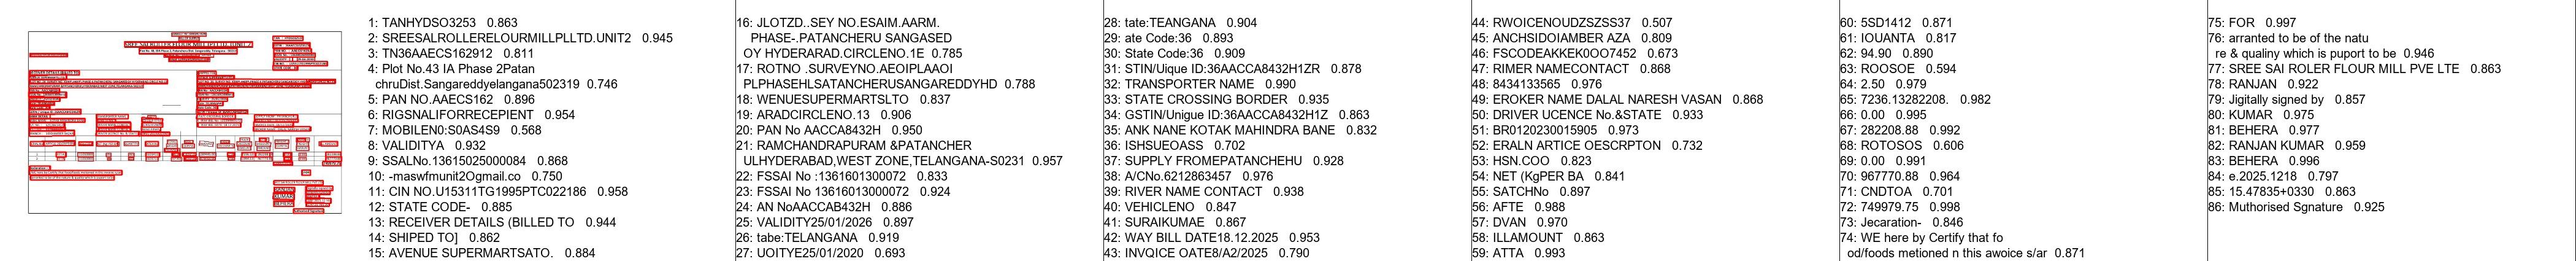 1: TANHYDSO3253 0.863
2: SREESALROLLERELOURMILLPLLTD.UNIT2 0.945
3: TN36AAECS162912 0.811
4: Plot No.43 IA Phase 2Patan
chruDist.Sangareddyelangana502319 0.746
5: PAN NO.AAECS162 0.896
6: RIGSNALIFORRECEPIENT 0.954
7: MOBILEN0:S0AS4S9 0.568
8: VALIDITYA 0.932
9: SSALNo.13615025000084 0.868
10: -maswfmunit2Ogmail.co 0.750
11: CIN NO.U15311TG1995PTC022186 0.958
12: STATE CODE- 0.885
13: RECEIVER DETAILS (BILLED TO 0.944
14: SHIPED TO] 0.862
15: AVENUE SUPERMARTSATO. 0.884
16: JLOTZD..SEY NO.ESAIM.AARM.
PHASE-.PATANCHERU SANGASED
OY HYDERARAD.CIRCLENO.1E 0.785
17: ROTNO .SURVEYNO.AEOIPLAAOI
PLPHASEHLSATANCHERUSANGAREDDYHD 0.788
18: WENUESUPERMARTSLTO 0.837
19: ARADCIRCLENO.13 0.906
20: PAN No AACCA8432H 0.950
21: RAMCHANDRAPURAM &PATANCHER
ULHYDERABAD,WEST ZONE,TELANGANA-S0231 0.957
22: FSSAI No :13616013000072 0.833
23: FSSAI No 13616013000072 0.924
24: AN NoAACCAB432H 0.886
25: VALIDITY25/01/2026 0.897
26: tabe:TELANGANA 0.919
27: UOITYE25/01/2020 0.693
28: tate:TEANGANA 0.904
29: ate Code:36 0.893
30: State Code:36 0.909
31: STIN/Uique ID:36AACCA8432H1ZR 0.878
32: TRANSPORTER NAME 0.990
33: STATE CROSSING BORDER 0.935
34: GSTIN/Unigue ID:36AACCA8432H1Z 0.863
35: ANK NANE KOTAK MAHINDRA BANE 0.832
36: ISHSUEOASS 0.702
37: SUPPLY FROMEPATANCHEHU 0.928
38: A/CNo.6212863457 0.976
39: RIVER NAME CONTACT 0.938
40: VEHICLENO 0.847
41: SURAIKUMAE 0.867
42: WAY BILL DATE18.12.2025 0.953
43: INVQICE OATE8/A2/2025 0.790
44: RWOICENOUDZSZSS37 0.507
45: ANCHSIDOIAMBER AZA 0.809
46: FSCODEAKKEK0OO7452 0.673
47: RIMER NAMECONTACT 0.868
48: 8434133565 0.976
49: EROKER NAME DALAL NARESH VASAN 0.868
50: DRIVER UCENCE No.&STATE 0.933
51: BR0120230015905 0.973
52: ERALN ARTICE OESCRPTON 0.732
53: HSN.COO 0.823
54: NET (KgPER BA 0.841
55: SATCHNo 0.897
56: AFTE 0.988
57: DVAN 0.970
58: ILLAMOUNT 0.863
59: ATTA 0.993
60: 5SD1412 0.871
61: IOUANTA 0.817
62: 94.90 0.890
63: ROOSOE 0.594
64: 2.50 0.979
65: 7236.13282208. 0.982
66: 0.00 0.995
67: 282208.88 0.992
68: ROTOSOS 0.606
69: 0.00 0.991
70: 967770.88 0.964
71: CNDTOA 0.701
72: 749979.75 0.998
73: Jecaration- 0.846
74: WE here by Certify that fo
od/foods metioned n this awoice s/ar 0.871
75: FOR 0.997
76: arranted to be of the natu
re & qualiny which is puport to be 0.946
77: SREE SAI ROLER FLOUR MILL PVE LTE 0.863
78: RANJAN 0.922
79: Jigitally signed by 0.857
80: KUMAR 0.975
81: BEHERA 0.977
82: RANJAN KUMAR 0.959
83: BEHERA 0.996
84: e.2025.1218 0.797
85: 15.47835+0330 0.863
86: Muthorised Sgnature 0.925